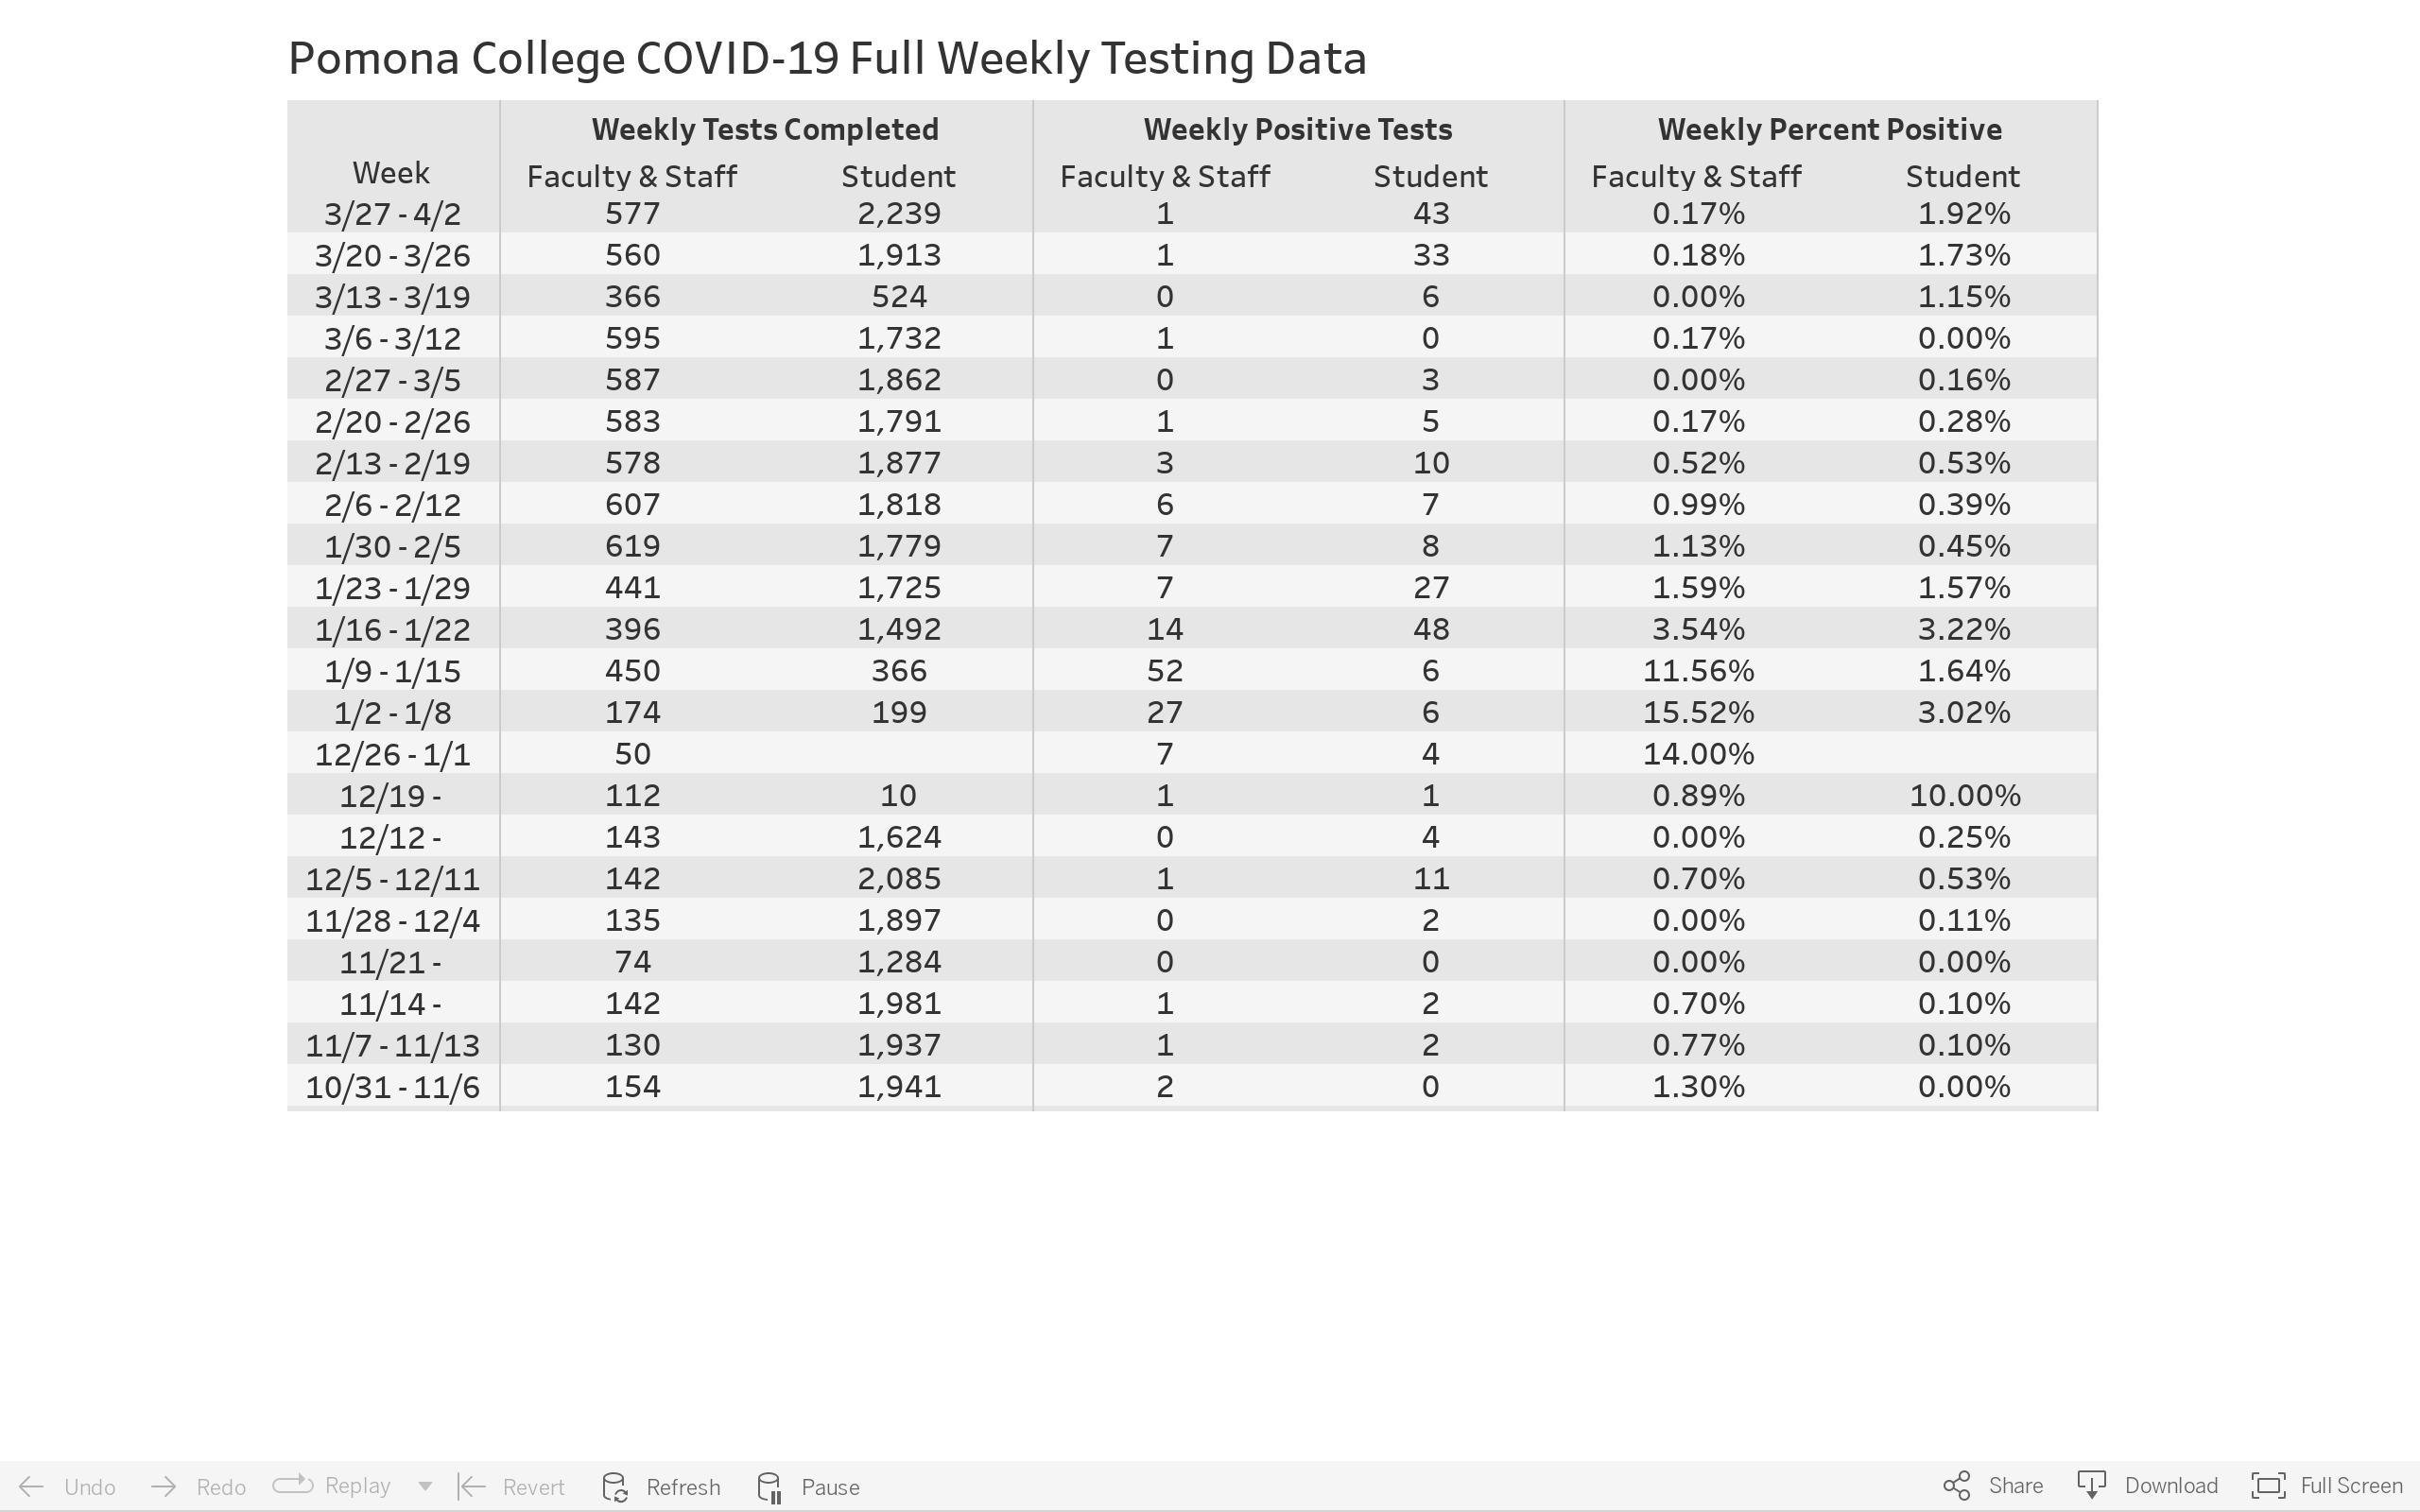 Pomona College COVID-19 Full Weekly Testing Data
Weekly Tests Completed Weekly Positive Tests Weekly Percent Positive
Week Faculty & Staff Student Faculty & Staff Student Faculty & Staff Student
3/27 - 4/2 577 2,239 1 43 0.17% 1.92%
3/20 - 3/26 560 1,913 1 33 0.18% 1.73%
3/13 - 3/19 366 524 0 6 0.00% 1.15%
3/6 - 3/12 595 1,732 1 0 0.17% 0.00%
2/27 - 3/5 587 1,862 0 3 0.00% 0.16%
2/20 - 2/26 583 1,791 1 5 0.17% 0.28%
2/13 - 2/19 578 1,877 3 10 0.52% 0.53%
2/6 - 2/12 607 1,818 6 7 0.99% 0.39%
1/30 - 2/5 619 1,779 7 8 1.13% 0.45%
1/23 - 1/29 441 1,725 7 27 1.59% 1.57%
1/16 - 1/22 396 1,492 14 48 3.54% 3.22%
1/9 - 1/15 450 366 52 6 11.56% 1.64%
1/2 - 1/8 174 199 27 6 15.52% 3.02%
12/26 - 1/1 50 7 4 14.00%
12/19 - 112 10 1 1 0.89% 10.00%
12/12 - 143 1,624 0 4 0.00% 0.25%
12/5 - 12/11 142 2,085 1 11 0.70% 0.53%
11/28 - 12/4 135 1,897 0 2 0.00% 0.11%
11/21 - 74 1,284 0 0 0.00% 0.00%
11/14 - 142 1,981 1 2 0.70% 0.10%
11/7 - 11/13 130 1,937 1 2 0.77% 0.10%
10/31 - 11/6 154 1,941 2 0 1.30% 0.00%
Undo Redo Replay Revert Refresh Pause Share Download Full Screen